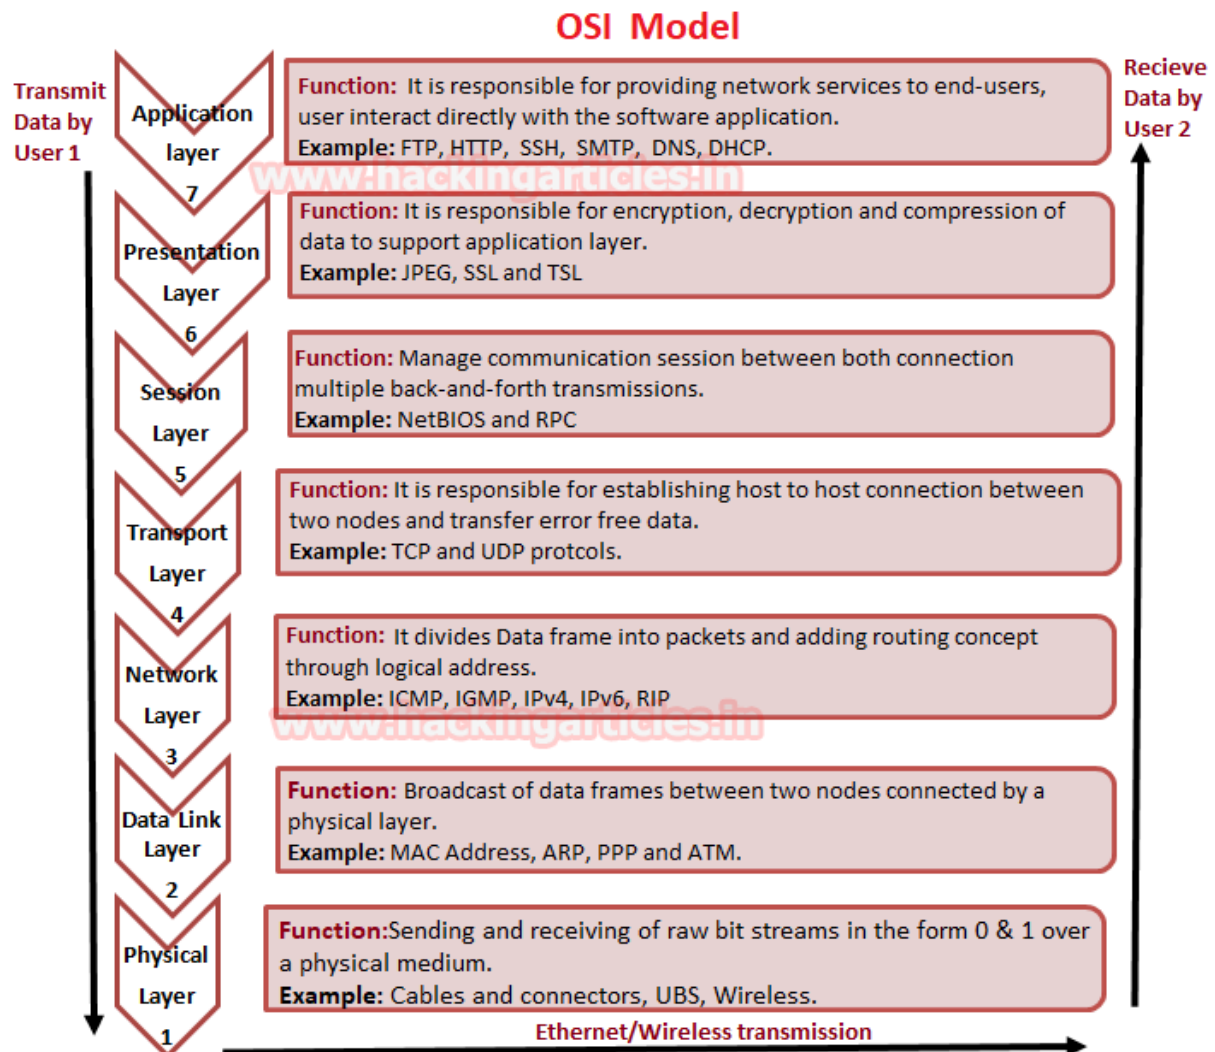 OSI Model
Transmit
Data by
User 1
Recieve
Data by
User 2
Application
layer
7
Function: It is responsible for providing network services to end-users,
user interact directly with the software application.
Example: FTP, HTTP, SSH, SMTP, DNS, DHCP.
www.hackingarticles.in
Presentation
Layer
6
Function: It is responsible for encryption, decryption and compression of
data to support application layer.
Example: JPEG, SSL and TSL
Session
Layer
5
Function: Manage communication session between both connection
multiple back-and-forth transmissions.
Example: NetBIOS and RPC
Transport
Layer
4
Function: It is responsible for establishing host to host connection between
two nodes and transfer error free data.
Example: TCP and UDP protcols.
Network
Layer
3
Function: It divides Data frame into packets and adding routing concept
through logical address.
Example: ICMP, IGMP, IPv4, IPv6, RIP
www.hackingarticles.in
Data Link
Layer
2
Function: Broadcast of data frames between two nodes connected by a
physical layer.
Example: MAC Address, ARP, PPP and ATM.
Physical
Layer
1
Function:Sending and receiving of raw bit streams in the form 0 & 1 over
a physical medium.
Example: Cables and connectors, UBS, Wireless.
Ethernet/Wireless transmission